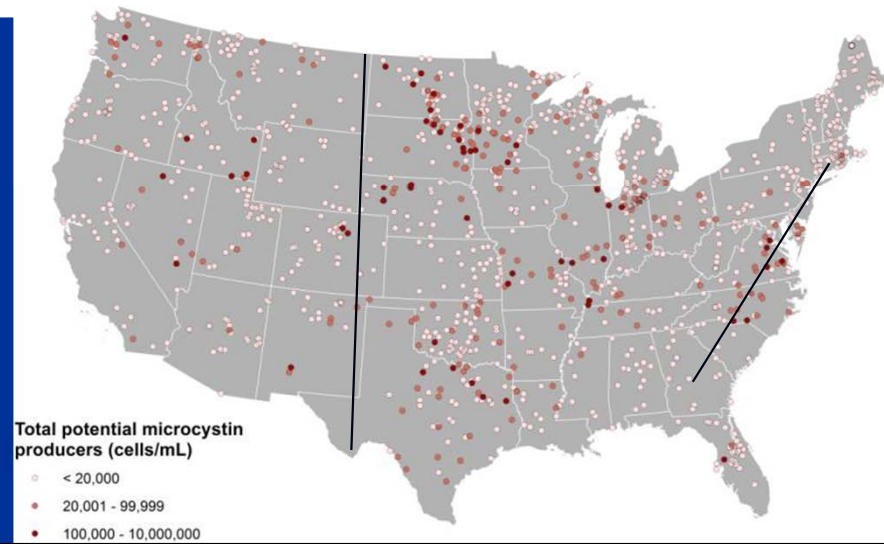 Total potential microcystin
producers (cells/mL)
< 20,000
20,001 - 99,999
100,000 - 10,000,000